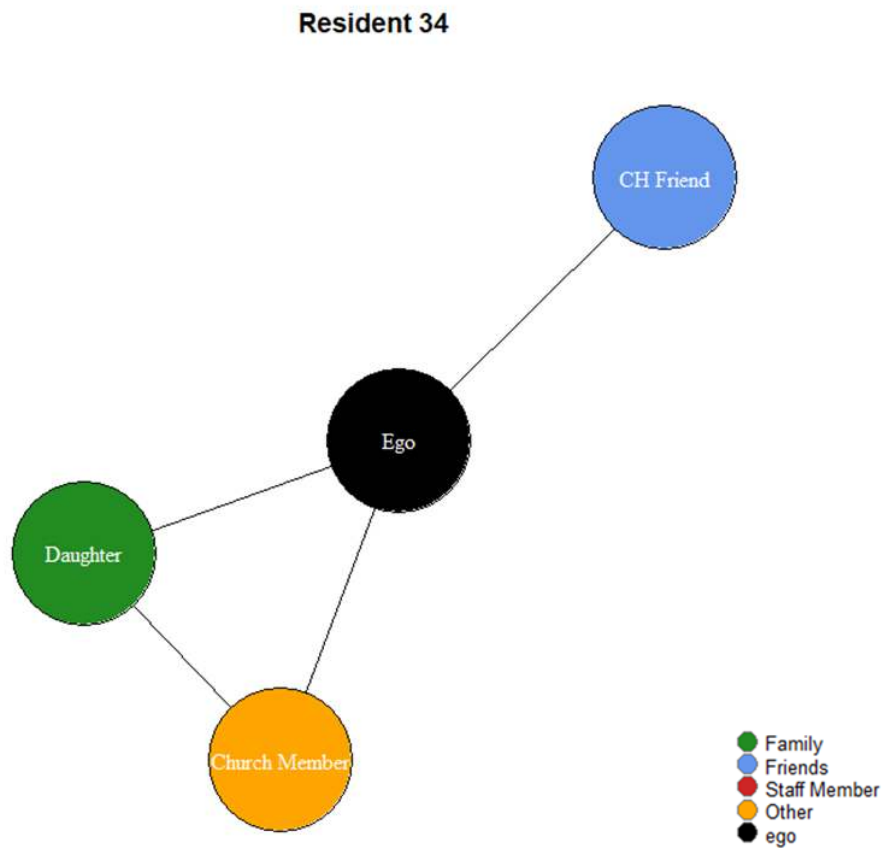 Resident 34
CH Friend
Ego
Daughter
Church Member
Family
Friends
Staff Member
Other
ego